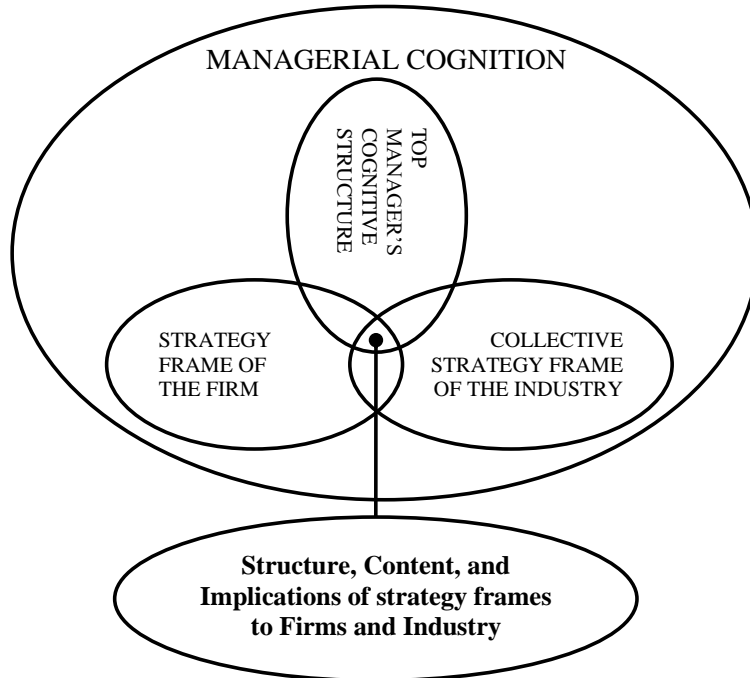 MANAGERIAL COGNITION
TOP
MANAGER’S
COGNITIVE
STRUCTURE
STRATEGY
FRAME OF
THE FIRM
COLLECTIVE
STRATEGY FRAME
OF THE INDUSTRY
Structure, Content, and
Implications of strategy frames
to Firms and Industry